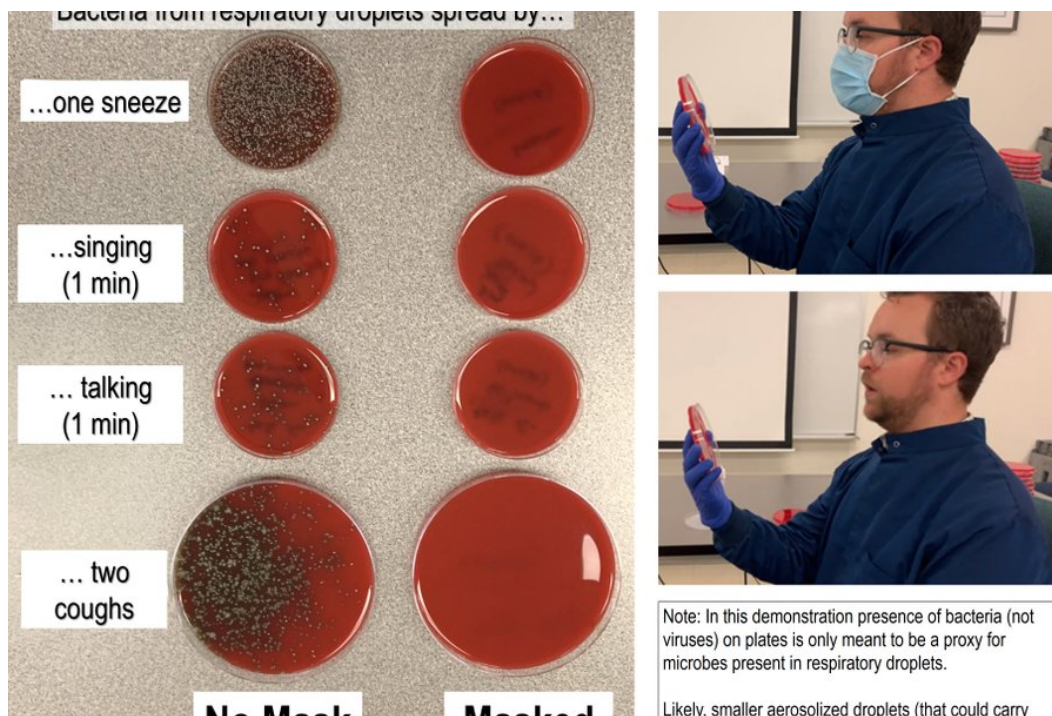 Bacteria from respiratory droplets spread by…
…one sneeze
…singing
(1 min)
… talking
(1 min)
… two
coughs
No Mask
Masked
Note: In this demonstration presence of bacteria (not
viruses) on plates is only meant to be a proxy for
microbes present in respiratory droplets.
Likely, smaller aerosolized droplets (that could carry